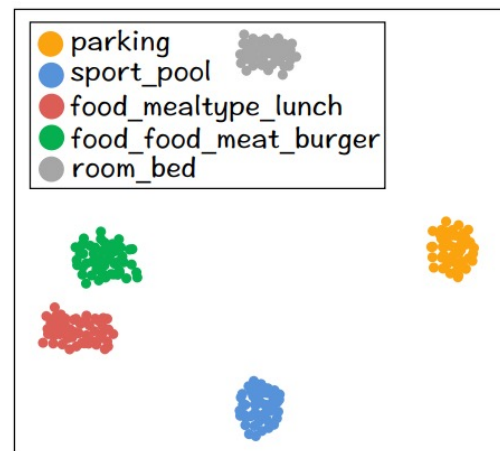 parking
sport_pool
food_mealtype_lunch
food_food_meat_burger
room_bed